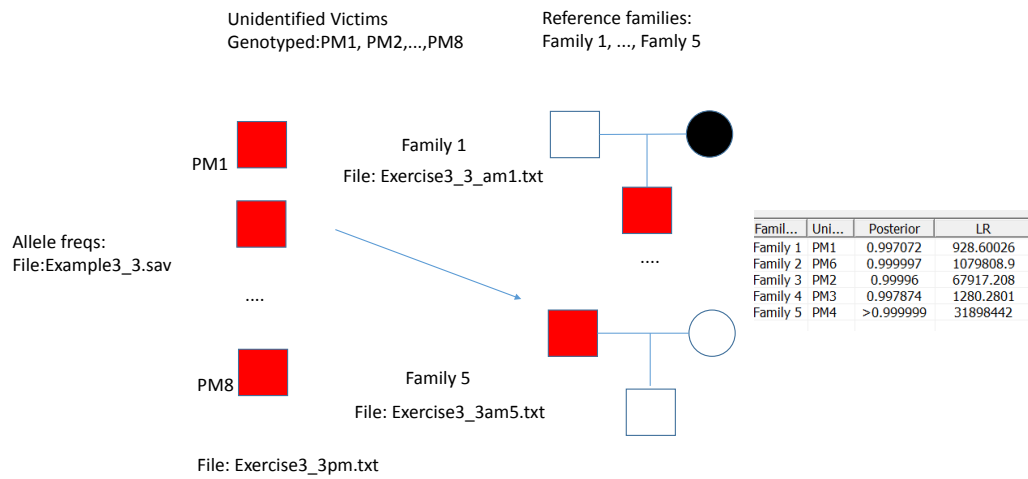 Unidentified Victims
Genotyped:PM1, PM2,...,PM8
Reference families:
Family 1, ..., Famly 5
PM1
Family 1
File: Exercise3_3_am1.txt
Allele freqs:
File:Example3_3.sav
....
....
PM8
Family 5
File: Exercise3_3am5.txt
File: Exercise3_3pm.txt
Famil... Uni... Posterior LR
Family 1 PM1 0.997072 928.60026
Family 2 PM6 0.999997 1079808.9
Family 3 PM2 0.99996 67917.208
Family 4 PM3 0.997874 1280.2801
Family 5 PM4 >0.999999 31898442